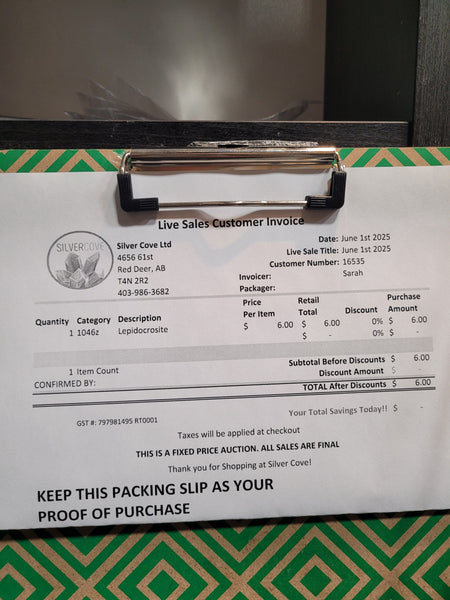 Live Sales Customer Invoice
SILVERCOVE
Silver Cove Ltd
4656 61st
Red Deer, AB
T4N 2R2
403-986-3682
Date: June 1st 2025
Live Sale Title: June 1st 2025
Customer Number: 16535
Invoicer: Sarah
Packager:
Quantity Category Description Price Per Item Retail Total Discount Purchase Amount
1 1046z Lepidocrosite $ 6.00 $ 6.00 0% $ 6.00
$ - 0% $ -
1 Item Count
Subtotal Before Discounts $ 6.00
Discount Amount $ -
CONFIRMED BY:
TOTAL After Discounts $ 6.00
Your Total Savings Today!! $ -
GST #: 797981495 RT0001
Taxes will be applied at checkout
THIS IS A FIXED PRICE AUCTION. ALL SALES ARE FINAL
Thank you for Shopping at Silver Cove!
KEEP THIS PACKING SLIP AS YOUR
PROOF OF PURCHASE